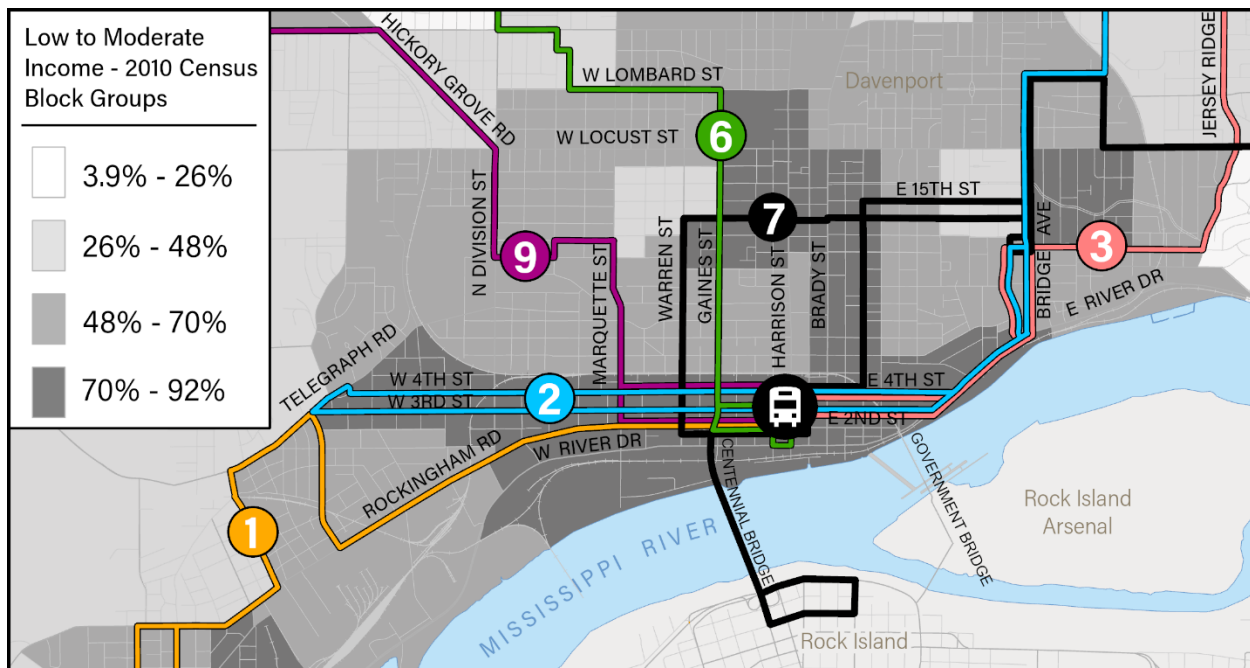 Low to Moderate
Income - 2010 Census
Block Groups
3.9% - 26%
26% - 48%
48% - 70%
70% - 92%
HICKORY GROVE RD
W LOMBARD ST
Davenport
JERSEY RIDGE
W LOCUST ST
6
N DIVISION ST
9
MARQUETTE ST
WARREN ST
GAINES ST
7
HARRISON ST
BRADY ST
E 15TH ST
BRIDGE AVE
3
E RIVER DR
TELEGRAPH RD
W 4TH ST
2
W 3RD ST
E 4TH ST
E 2ND ST
ROCKINGHAM RD
W RIVER DR
CENTENNIAL BRIDGE
GOVERNMENT BRIDGE
Rock Island
Arsenal
1
MISSISSIPPI RIVER
Rock Island